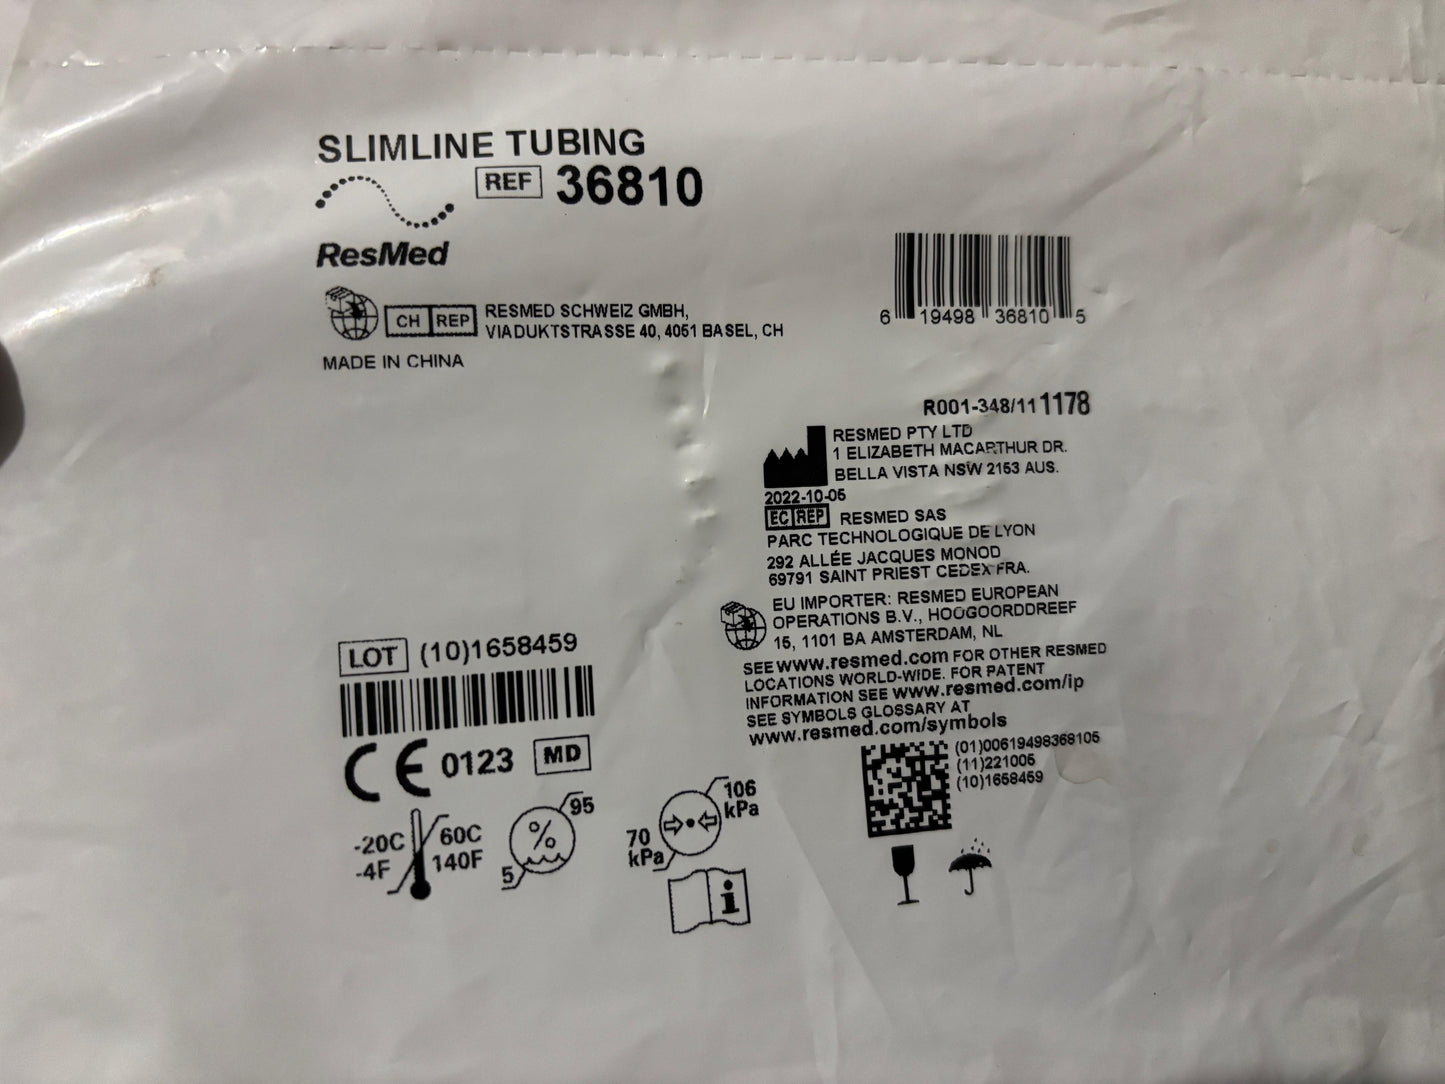 SLIMLINE TUBING
REF 36810
ResMed
CH REP RESMED SCHWEIZ GMBH,
VIADUKTSTRASSE 40, 4051 BASEL, CH
MADE IN CHINA
6 19498 36810 5
R001-348/11 1178
RESMED PTY LTD
1 ELIZABETH MACARTHUR DR.
BELLA VISTA NSW 2153 AUS.
2022-10-05
EC REP RESMED SAS
PARC TECHNOLOGIQUE DE LYON
292 ALLÉE JACQUES MONOD
69791 SAINT PRIEST CEDEX FRA.
EU IMPORTER: RESMED EUROPEAN
OPERATIONS B.V., HOOGOORDDREEF
15, 1101 BA AMSTERDAM, NL
SEE www.resmed.com FOR OTHER RESMED
LOCATIONS WORLD-WIDE. FOR PATENT
INFORMATION SEE www.resmed.com/ip
SEE SYMBOLS GLOSSARY AT
www.resmed.com/symbols
(01)00619498368105
(11)221005
(10)1658459
LOT (10)1658459
CE 0123 MD
-20C 60C
-4F 140F
% 95
5
106
kPa
70
kPa
i